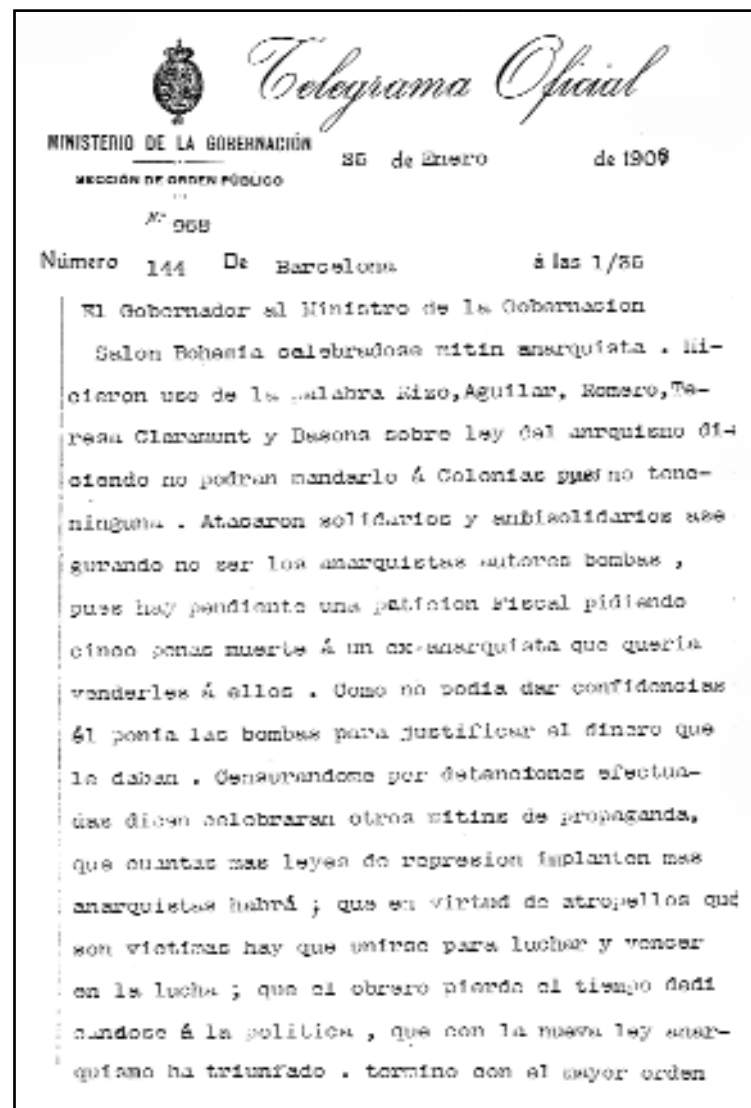 Telegrama Oficial
MINISTERIO DE LA GOBERNACIÓN
de Enero de 190
SECCIÓN DE ORDEN PÚBLICO
Nº 968
Número 144 De Barcelona á las 1/35
El Gobernador al Ministro de la Gobernacion
Salon Bohemia celebradose mitin anarquista . Hi-
cieron uso de la palabra Rizo, Aguilar, Romero, Te-
resa Claramunt y Basons sobre ley del anrquismo di-
ciendo no podran mandarlo á Colonias pues no tene-
ninguna . Atacaron solidarios y antisolidarios ase
gurando no ser los anarquistas autores bombas ,
pues hay pendiente una peticion Fiscal pidiendo
cinco penas muerte á un ex-anarquista que queria
venderles á ellos . Como no podia dar confidencias
él ponia las bombas para justificar el dinero que
le daban . Censurandome por detenciones efectua-
das dicen celebraran otros mitins de propaganda,
que cuantas mas leyes de represion implanten mas
anarquistas habrá ; que en virtud de atropellos que
son victimas hay que unirse para luchar y vencer
en la lucha ; que el obrero pierde el tiempo dedi
candose á la politica , que con la nueva ley anar-
quismo ha triunfado . termino con el mayor orden